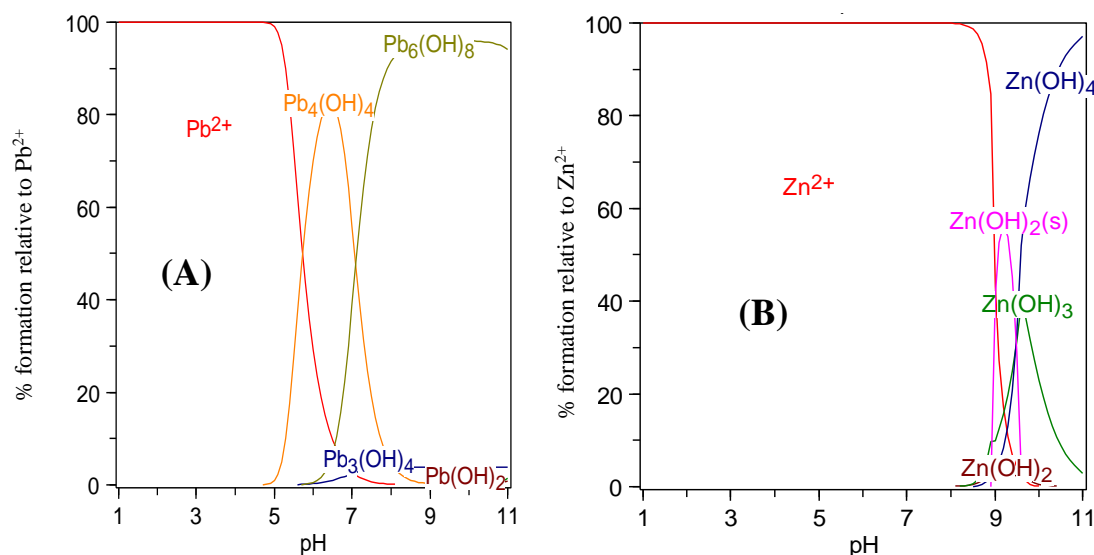 % formation relative to Pb²⁺
100
80
60
40
20
0
1
3
5
7
9
11
pH
Pb²⁺
Pb₄(OH)₄
Pb₆(OH)₈
Pb₃(OH)₄
Pb(OH)₂
(A)
% formation relative to Zn²⁺
100
80
60
40
20
0
1
3
5
7
9
11
pH
Zn²⁺
Zn(OH)₄
Zn(OH)₂(s)
Zn(OH)₃
Zn(OH)₂
(B)